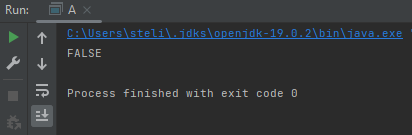 Run: A
C:\Users\steli\.jdks\openjdk-19.0.2\bin\java.exe
FALSE
Process finished with exit code 0